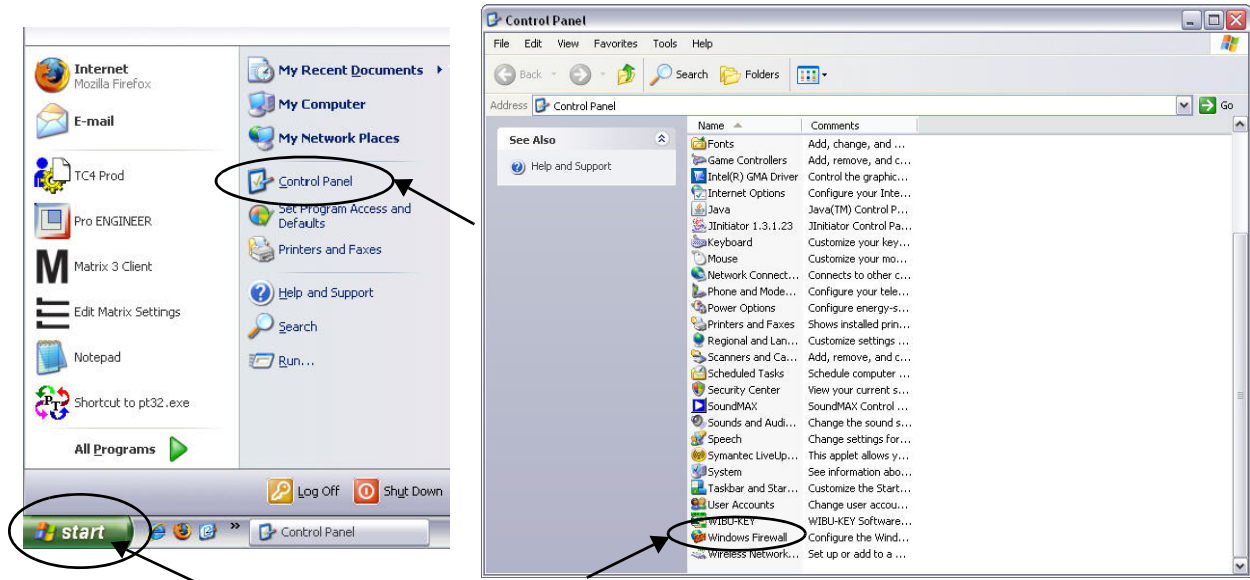 Internet
Mozilla Firefox
E-mail
TC4 Prod
Pro ENGINEER
Matrix 3 Client
Edit Matrix Settings
Notepad
Shortcut to pt32.exe
All Programs
My Recent Documents
My Computer
My Network Places
Control Panel
Set Program Access and
Defaults
Printers and Faxes
Help and Support
Search
Run...
Log Off Shut Down
start » Control Panel
Control Panel
File Edit View Favorites Tools Help
Back Search Folders
Address Control Panel Go
See Also
Help and Support
Name Comments
Fonts Add, change, and ...
Game Controllers Add, remove, and c...
Intel(R) GMA Driver Control the graphic...
Internet Options Configure your Inte...
Java Java(TM) Control P...
JInitiator 1.3.1.23 JInitiator Control Pa...
Keyboard Customize your key...
Mouse Customize your mo...
Network Connect... Connects to other c...
Phone and Mode... Configure your tele...
Power Options Configure energy-s...
Printers and Faxes Shows installed prin...
Regional and Lan... Customize settings ...
Scanners and Ca... Add, remove, and c...
Scheduled Tasks Schedule computer ...
Security Center View your current s...
SoundMAX SoundMAX Control ...
Sounds and Audi... Change the sound s...
Speech Change settings for...
Symantec LiveUp... This applet allows y...
System See information abo...
Taskbar and Star... Customize the Start...
User Accounts Change user accou...
WIBU-KEY WIBU-KEY Software...
Windows Firewall Configure the Wind...
Wireless Network... Set up or add to a ...